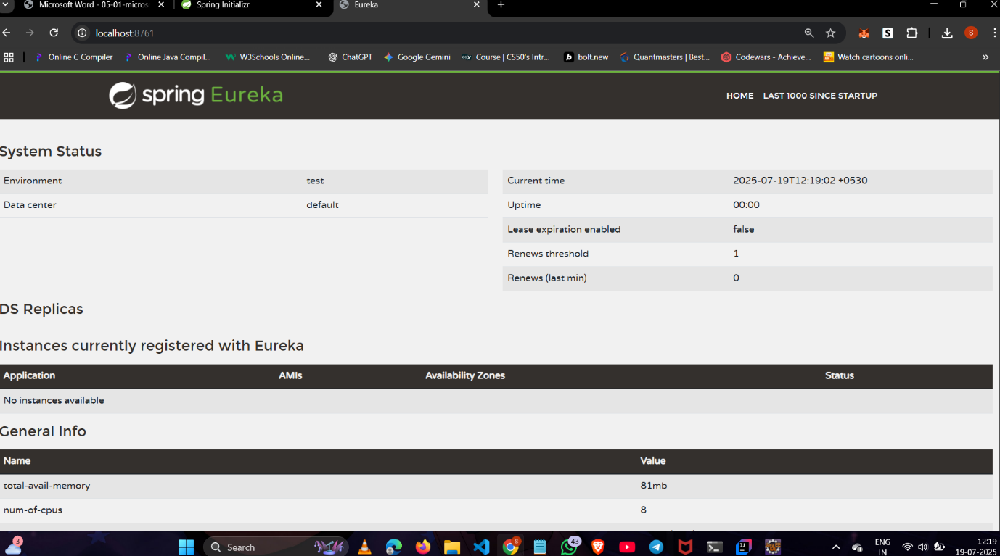 Microsoft Word - 05-01-micros
Spring Initializr
Eureka
localhost:8761
S
S
Online C Compiler
Online Java Compil...
W3Schools Online...
ChatGPT
Google Gemini
edx Course | CS50's Intr...
b bolt.new
Quantmasters | Best...
Codewars - Achieve...
Watch cartoons onli...
spring Eureka
HOME
LAST 1000 SINCE STARTUP
System Status
Environment test
Data center default
Current time 2025-07-19T12:19:02 +0530
Uptime 00:00
Lease expiration enabled false
Renews threshold 1
Renews (last min) 0
DS Replicas
Instances currently registered with Eureka
Application AMIs Availability Zones Status
No instances available
General Info
Name Value
total-avail-memory 81mb
num-of-cpus 8
3
Search
S
43
ENG
IN
12:19
19-07-2025